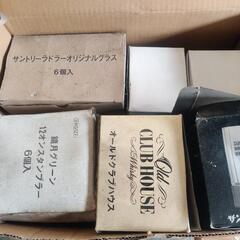 サントリーラドラーオリジナルグラス
6個入
鏡月グリーン
12オンスタンブラー
6個入
Old
CLUB HOUSE
Whisky
オールドクラブハウス